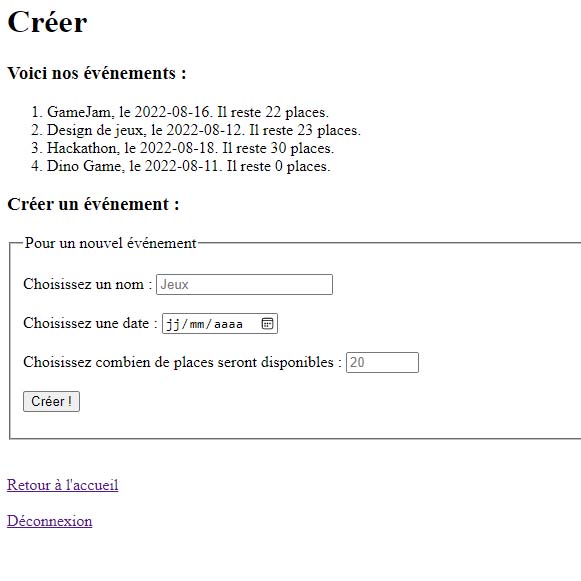 Créer
Voici nos événements :
1. GameJam, le 2022-08-16. Il reste 22 places.
2. Design de jeux, le 2022-08-12. Il reste 23 places.
3. Hackathon, le 2022-08-18. Il reste 30 places.
4. Dino Game, le 2022-08-11. Il reste 0 places.
Créer un événement :
Pour un nouvel événement
Choisissez un nom : Jeux
Choisissez une date : jj/mm/aaaa
Choisissez combien de places seront disponibles : 20
Créer !
Retour à l'accueil
Déconnexion